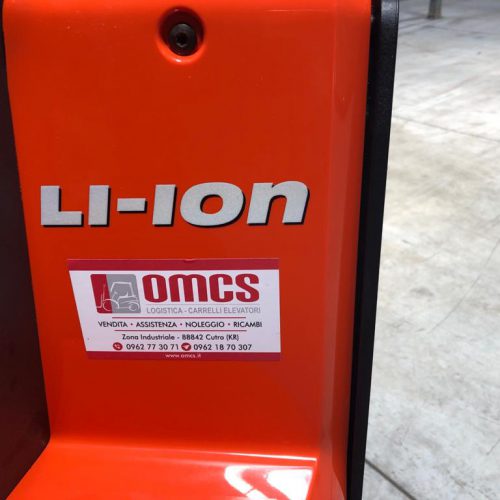 LI-ION
OMCS
LOGISTICA - CARRELLI ELEVATORI
VENDITA • ASSISTENZA • NOLEGGIO • RICAMBI
Zona Industriale - 88842 Cutro (KR)
0962 77 30 71 0962 18 70 307
www.omcs.it